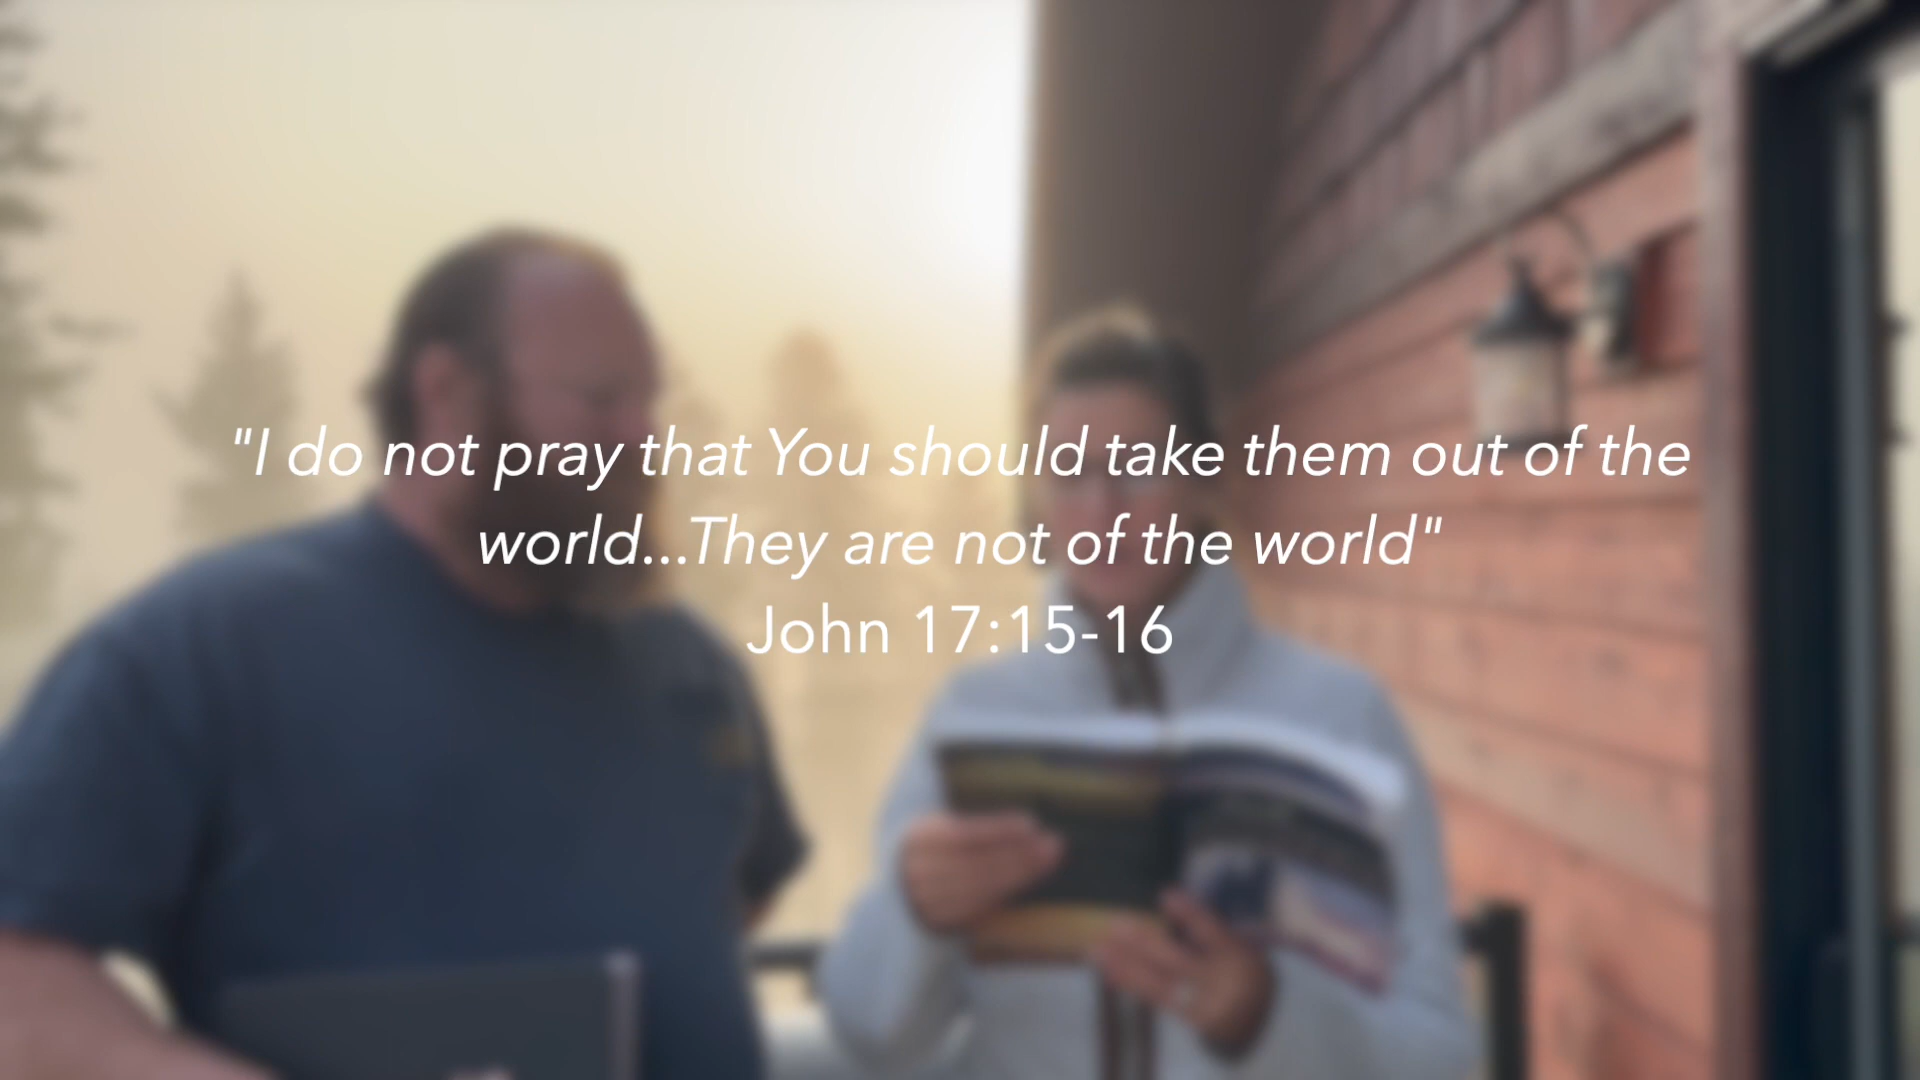 "I do not pray that You should take them out of the
world...They are not of the world"
John 17:15-16